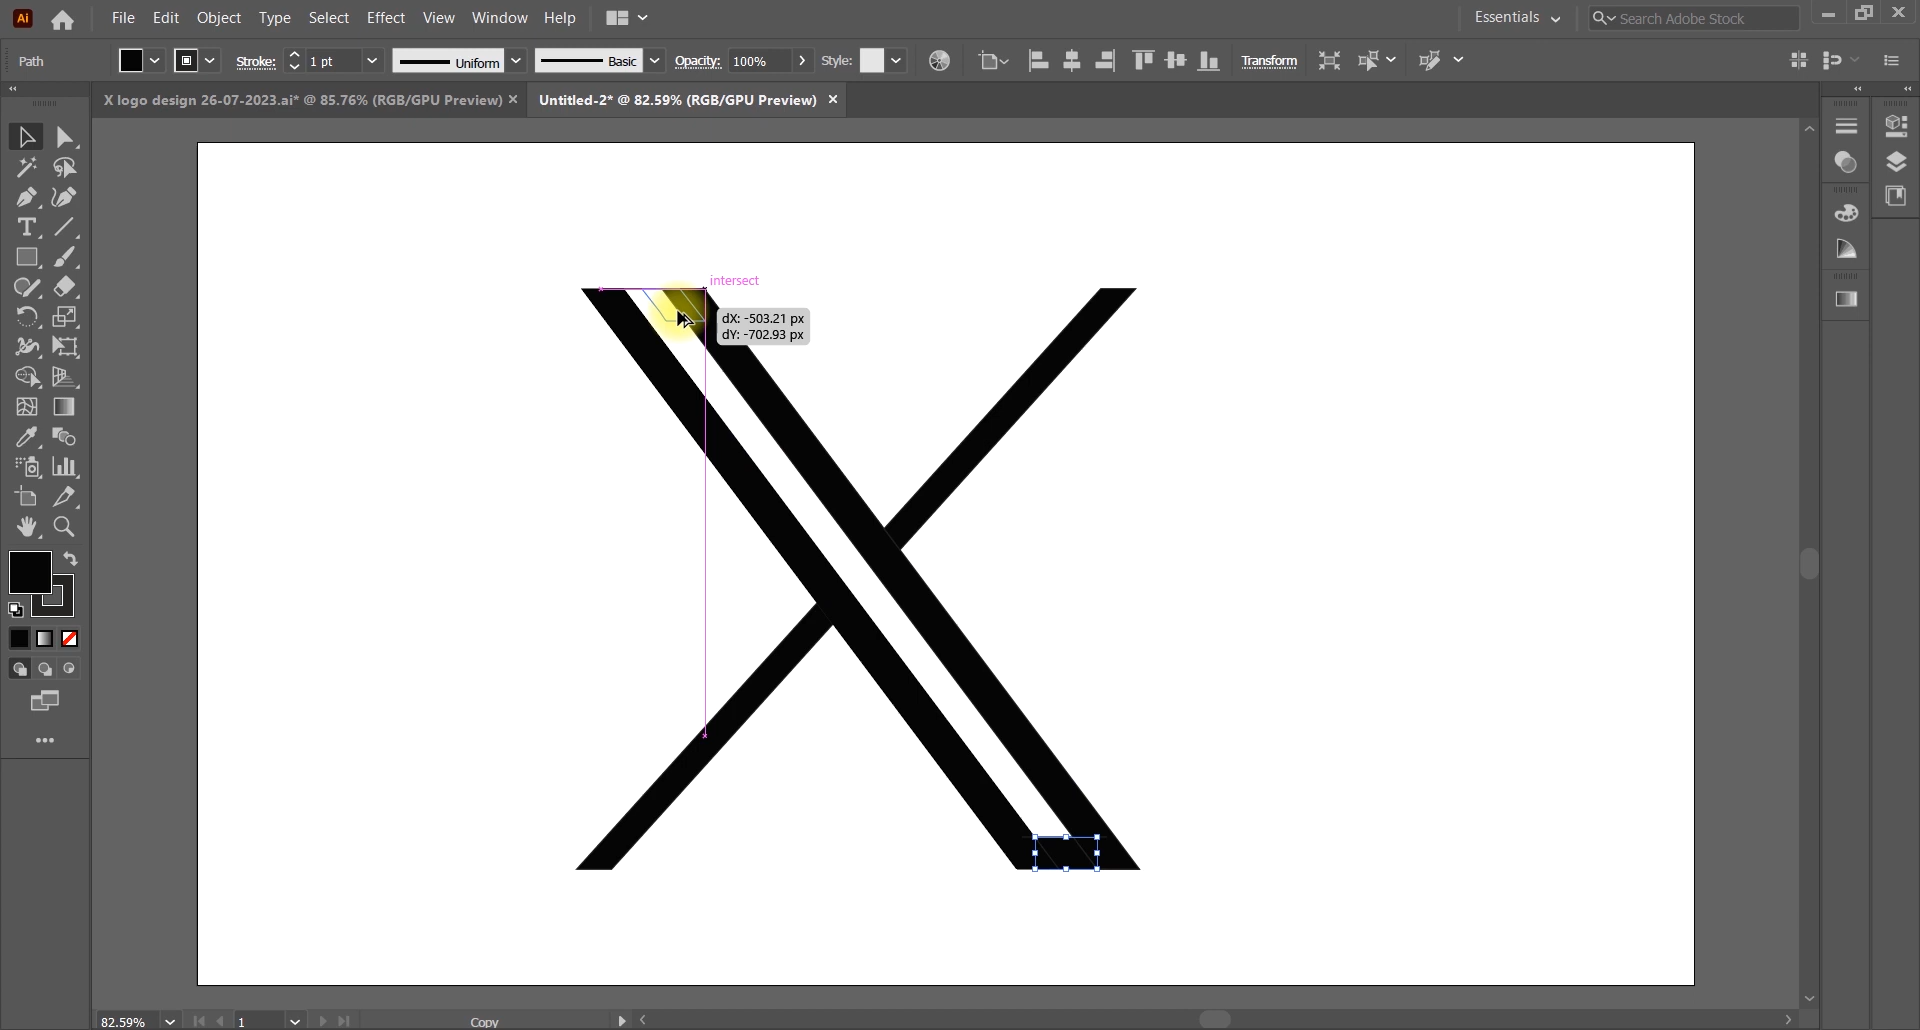 Ai File Edit Object Type Select Effect View Window Help Essentials Search Adobe Stock
Path Stroke: 1 pt Uniform Basic Opacity: 100% Style: Transform
X logo design 26-07-2023.ai* @ 85.76% (RGB/GPU Preview) × Untitled-2* @ 82.59% (RGB/GPU Preview) ×
intersect
dX: -503.21 px
dY: -702.93 px
82.59% 1 Copy